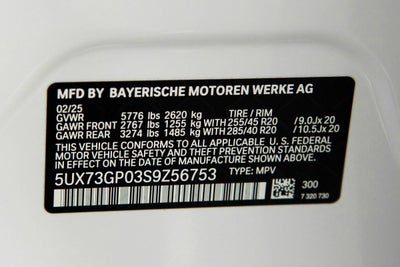 MFD BY BAYERISCHE MOTOREN WERKE AG
02/25
GVWR 5776 lbs 2620 kg TIRE / RIM
GAWR FRONT 2767 lbs 1255 kg 255/45 R20 /9.0Jx 20
GAWR REAR 3274 lbs 1485 kg 285/40 R20 /10.5Jx 20
THIS VEHICLE CONFORMS TO ALL APPLICABLE U.S. FEDERAL
MOTOR VEHICLE SAFETY AND THEFT PREVENTION STANDARDS
IN EFFECT ON THE DATE OF MANUFACTURE SHOWN ABOVE.
5UX73GP03S9Z56753 TYPE: MPV
300
7 320 730